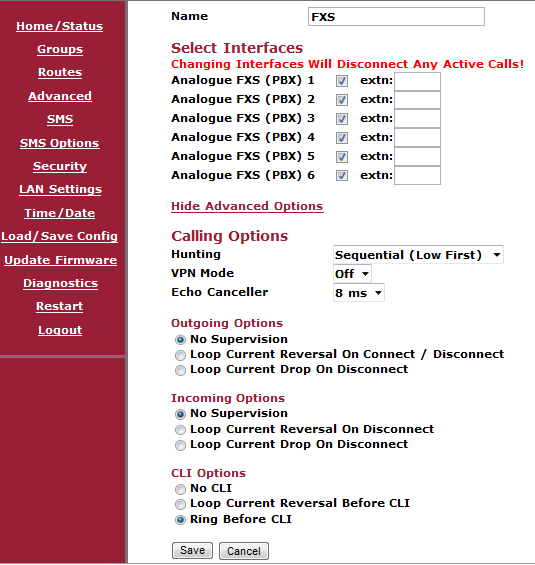 Home/Status
Groups
Routes
Advanced
SMS
SMS Options
Security
LAN Settings
Time/Date
Load/Save Config
Update Firmware
Diagnostics
Restart
Logout
Name FXS
Select Interfaces
Changing Interfaces Will Disconnect Any Active Calls!
Analogue FXS (PBX) 1 extn:
Analogue FXS (PBX) 2 extn:
Analogue FXS (PBX) 3 extn:
Analogue FXS (PBX) 4 extn:
Analogue FXS (PBX) 5 extn:
Analogue FXS (PBX) 6 extn:
Hide Advanced Options
Calling Options
Hunting Sequential (Low First)
VPN Mode Off
Echo Canceller 8 ms
Outgoing Options
No Supervision
Loop Current Reversal On Connect / Disconnect
Loop Current Drop On Disconnect
Incoming Options
No Supervision
Loop Current Reversal On Disconnect
Loop Current Drop On Disconnect
CLI Options
No CLI
Loop Current Reversal Before CLI
Ring Before CLI
Save Cancel